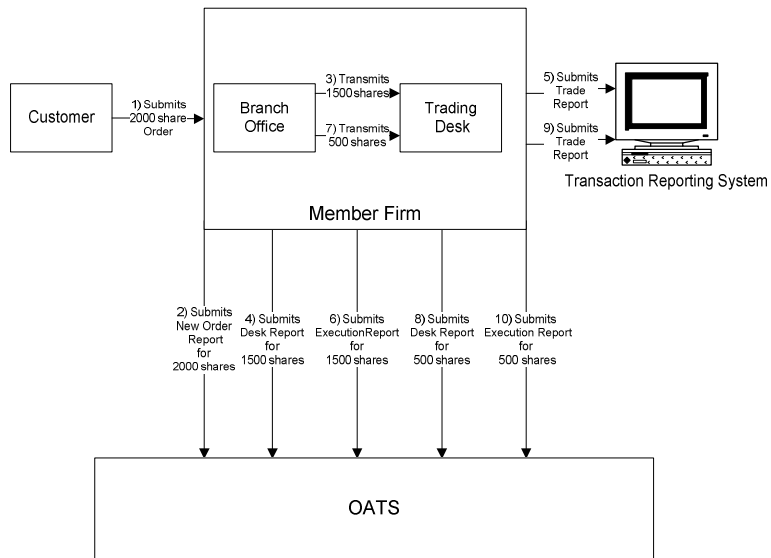 Customer
1) Submits
2000 share
Order
Branch
Office
3) Transmits
1500 shares
7) Transmits
500 shares
Trading
Desk
5) Submits
Trade
Report
9) Submits
Trade
Report
Transaction Reporting System
Member Firm
2) Submits
New Order
Report
for
2000 shares
4) Submits
Desk Report
for
1500 shares
6) Submits
ExecutionReport
for
1500 shares
8) Submits
Desk Report
for
500 shares
10) Submits
Execution Report
for
500 shares
OATS